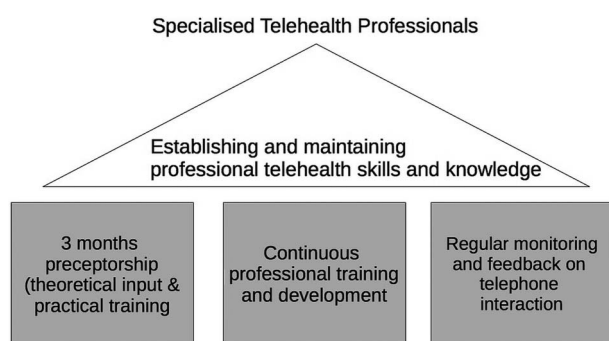 Specialised Telehealth Professionals
Establishing and maintaining
professional telehealth skills and knowledge
3 months
preceptorship
(theoretical input &
practical training
Continuous
professional training
and development
Regular monitoring
and feedback on
telephone
interaction